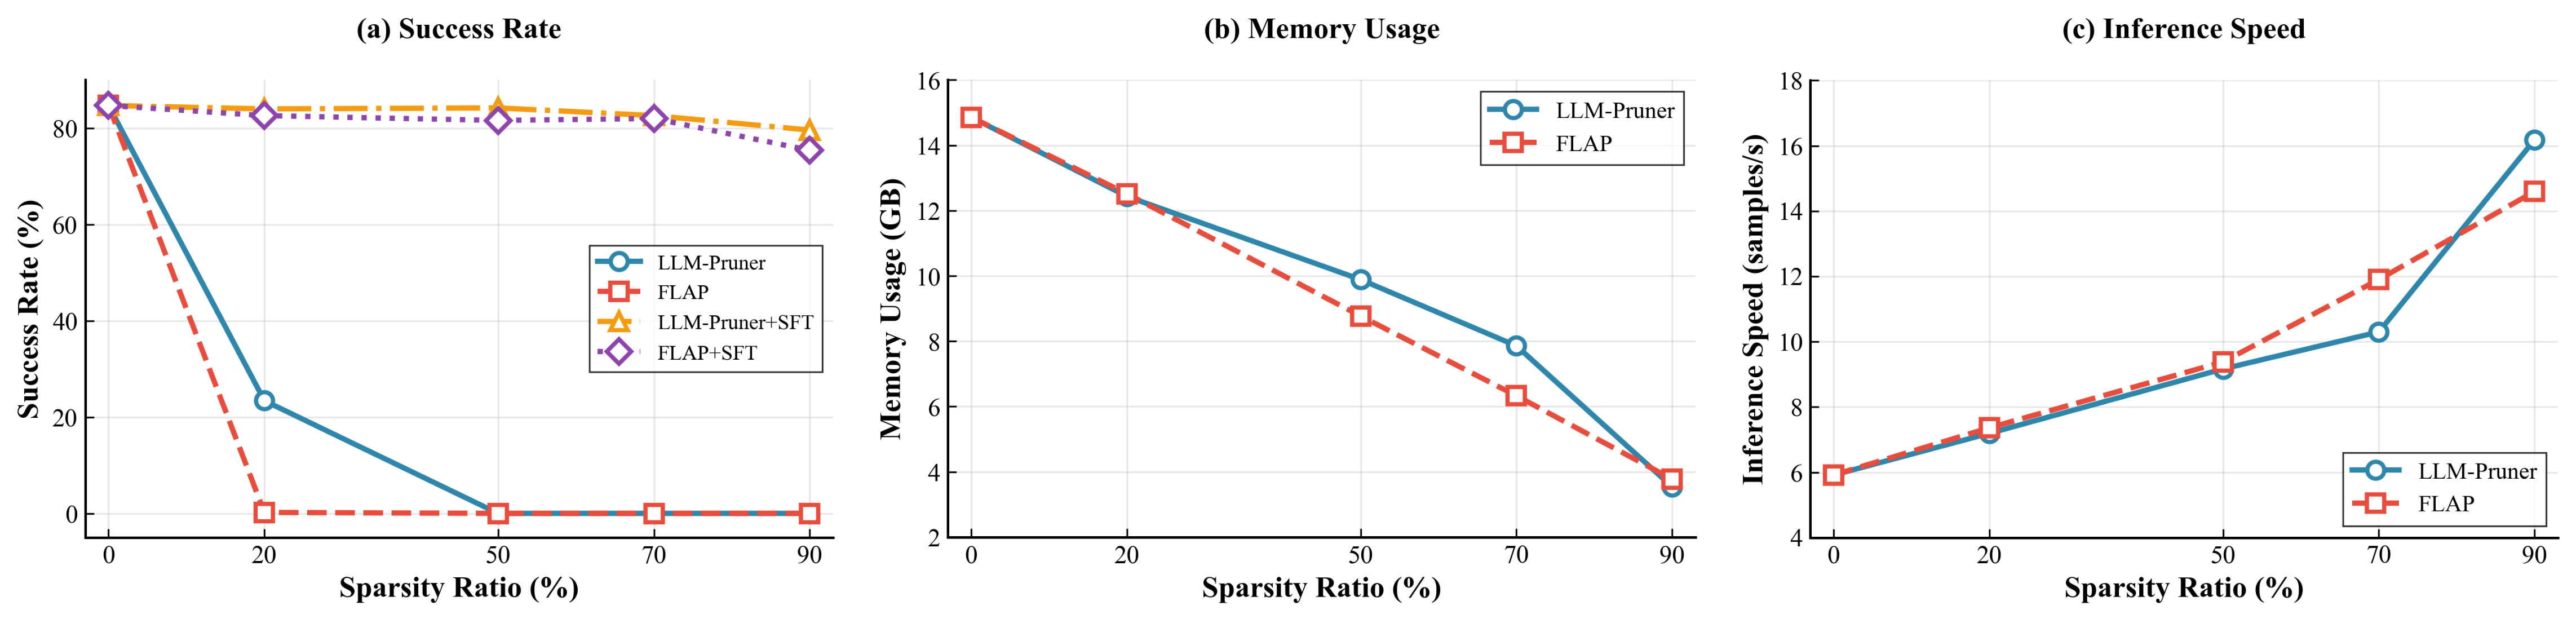 (a) Success Rate
Success Rate (%)
80
60
40
20
0
0 20 50 70 90
Sparsity Ratio (%)
LLM-Pruner
FLAP
LLM-Pruner+SFT
FLAP+SFT
(b) Memory Usage
Memory Usage (GB)
16
14
12
10
8
6
4
2
0 20 50 70 90
Sparsity Ratio (%)
LLM-Pruner
FLAP
(c) Inference Speed
Inference Speed (samples/s)
18
16
14
12
10
8
6
4
0 20 50 70 90
Sparsity Ratio (%)
LLM-Pruner
FLAP